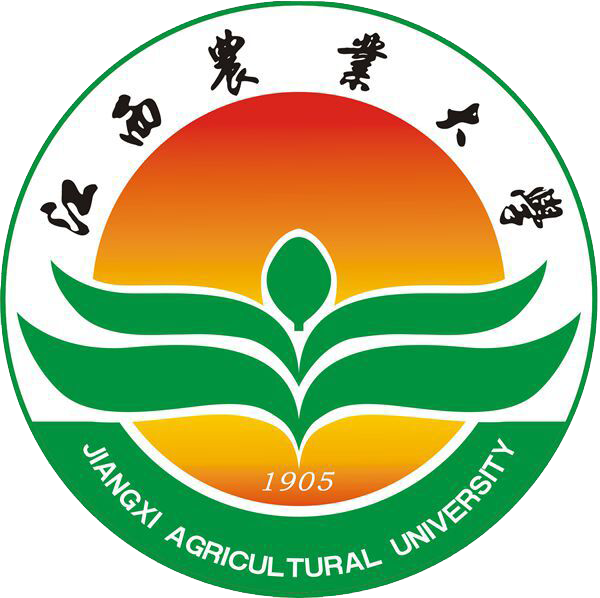 江西農業大學
1905
JIANGXI AGRICULTURAL UNIVERSITY